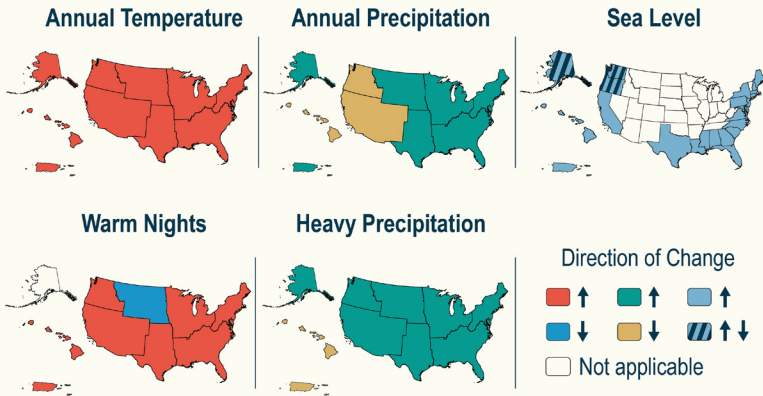 Annual Temperature
Annual Precipitation
Sea Level
Warm Nights
Heavy Precipitation
Direction of Change
↑ ↑ ↑
↓ ↓ ↑ ↓
Not applicable